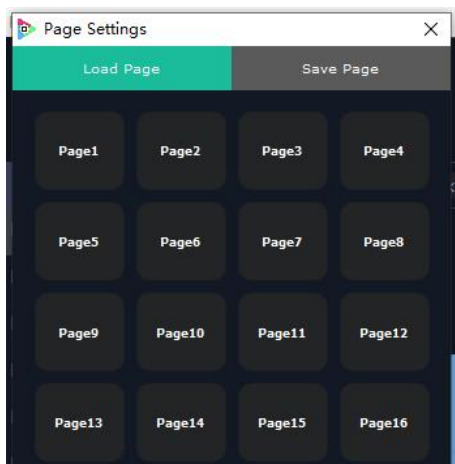 Page Settings
Load Page Save Page
Page1 Page2 Page3 Page4
Page5 Page6 Page7 Page8
Page9 Page10 Page11 Page12
Page13 Page14 Page15 Page16